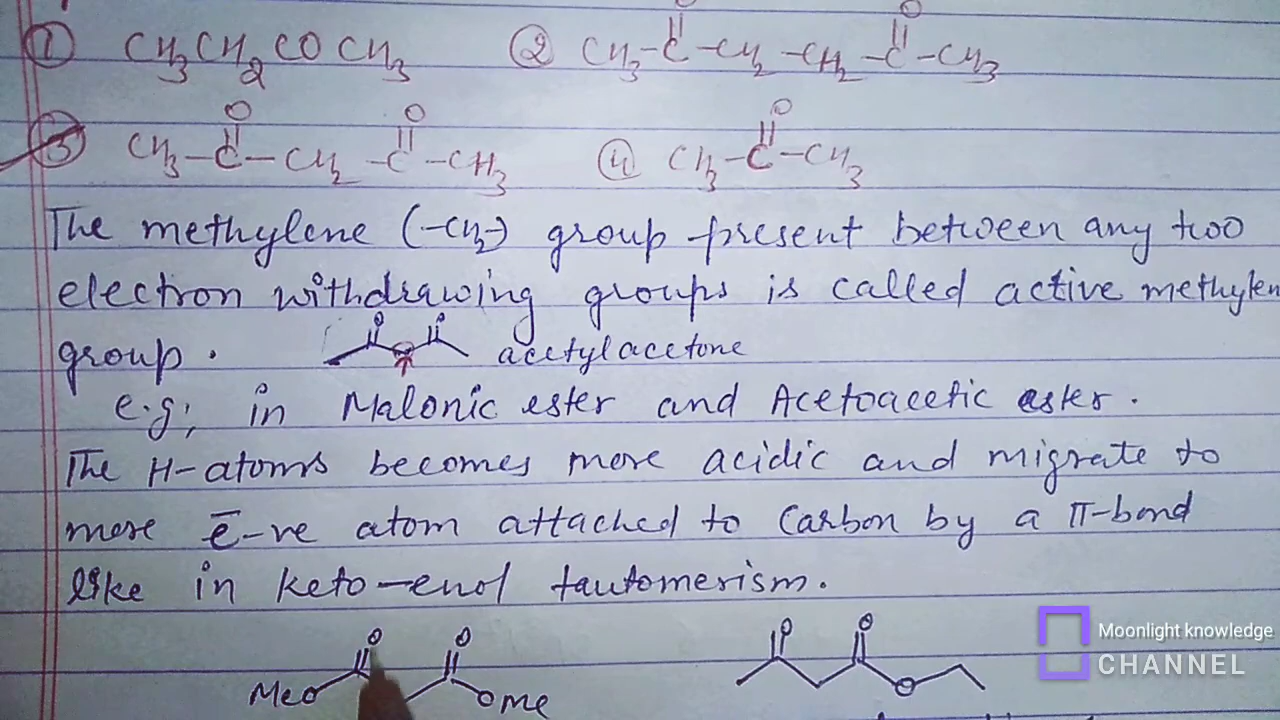 ① CH3CH2COCH3 ② CH3-C(=O)-CH2-CH2-C(=O)-CH3
③ CH3-C(=O)-CH2-C(=O)-CH3 ④ CH3-C(=O)-CH3
The methylene (-CH2-) group present between any two
electron withdrawing groups is called active methylen
group. acetylacetone
e.g; in Malonic ester and Acetoacetic ester.
The H-atoms becomes more acidic and migrate to
more ē-ve atom attached to Carbon by a π-bond
like in keto-enol tautomerism.
O O O O
MeO OMe O
Moonlight knowledge
CHANNEL